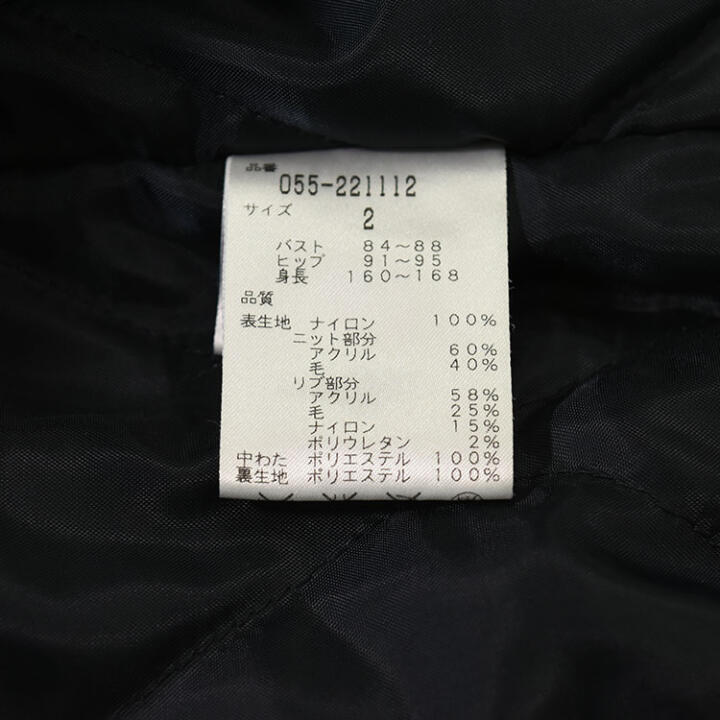 品番
055-221112
サイズ 2
バスト 84～88
ヒップ 91～95
身長 160～168
品質
表生地 ナイロン 100%
ニット部分
アクリル 60%
毛 40%
リブ部分
アクリル 58%
毛 25%
ナイロン 15%
ポリウレタン 2%
中わた ポリエステル 100%
裏生地 ポリエステル 100%